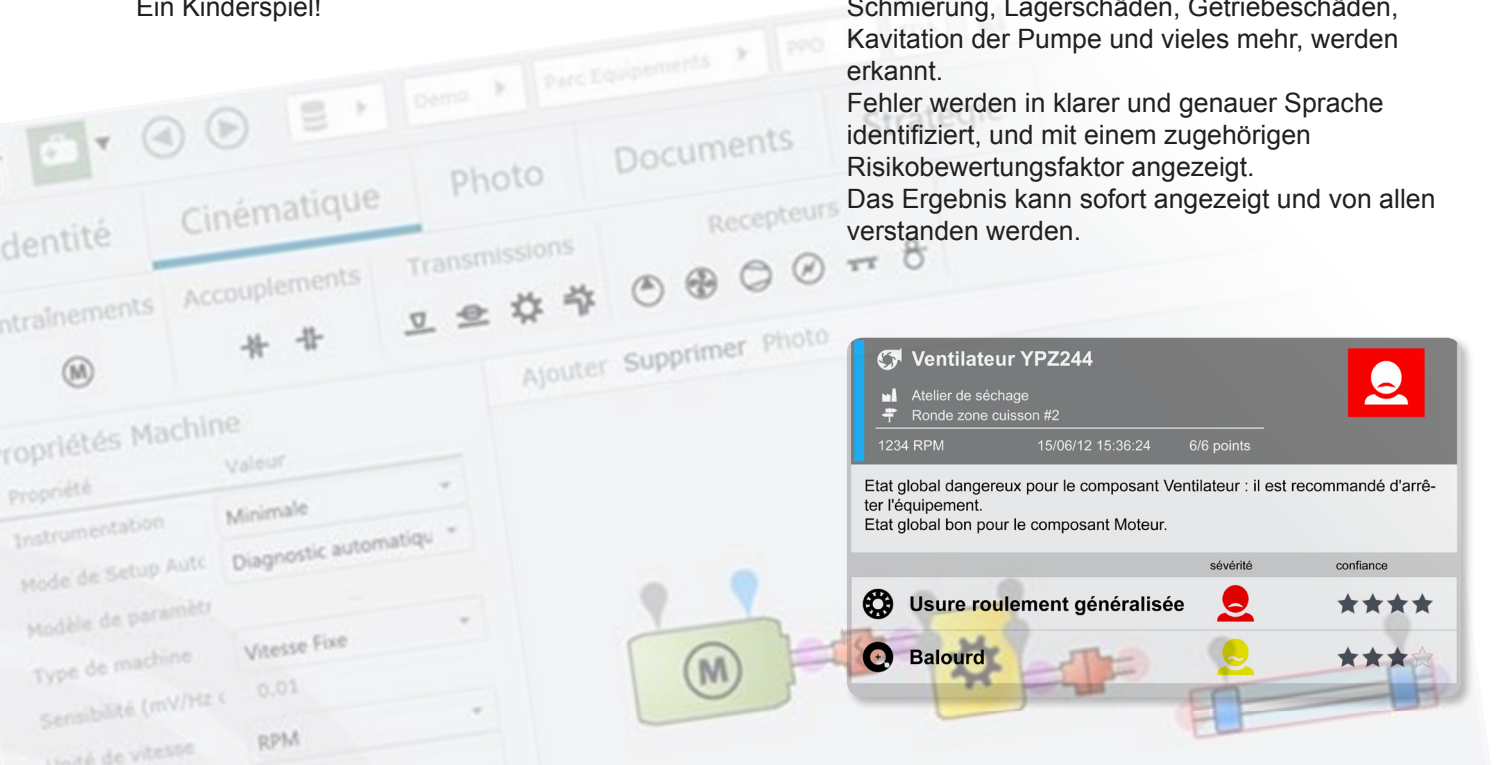 Ein Kinderspiel!
Schmierung, Lagerschäden, Getriebeschäden,
Kavitation der Pumpe und vieles mehr, werden
erkannt.
Fehler werden in klarer und genauer Sprache
identifiziert, und mit einem zugehörigen
Risikobewertungsfaktor angezeigt.
Das Ergebnis kann sofort angezeigt und von allen
verstanden werden.
Demo
Parc Equipements
PPO
dentité
Cinématique
Photo
Documents
Stratégie
ntraînements
Accouplements
Transmissions
Recepteurs
M
Ajouter Supprimer Photo
ropriétés Machine
Propriété
Valeur
Instrumentation
Minimale
Mode de Setup Autc
Diagnostic automatiqu
Modèle de paramètr
Type de machine
Vitesse Fixe
Sensibilité (mV/Hz c
0.01
Unité de vitesse
RPM
M
Ventilateur YPZ244
Atelier de séchage
Ronde zone cuisson #2
1234 RPM 15/06/12 15:36:24 6/6 points
Etat global dangereux pour le composant Ventilateur : il est recommandé d'arrê-
ter l'équipement.
Etat global bon pour le composant Moteur.
sévérité confiance
Usure roulement généralisée
Balourd